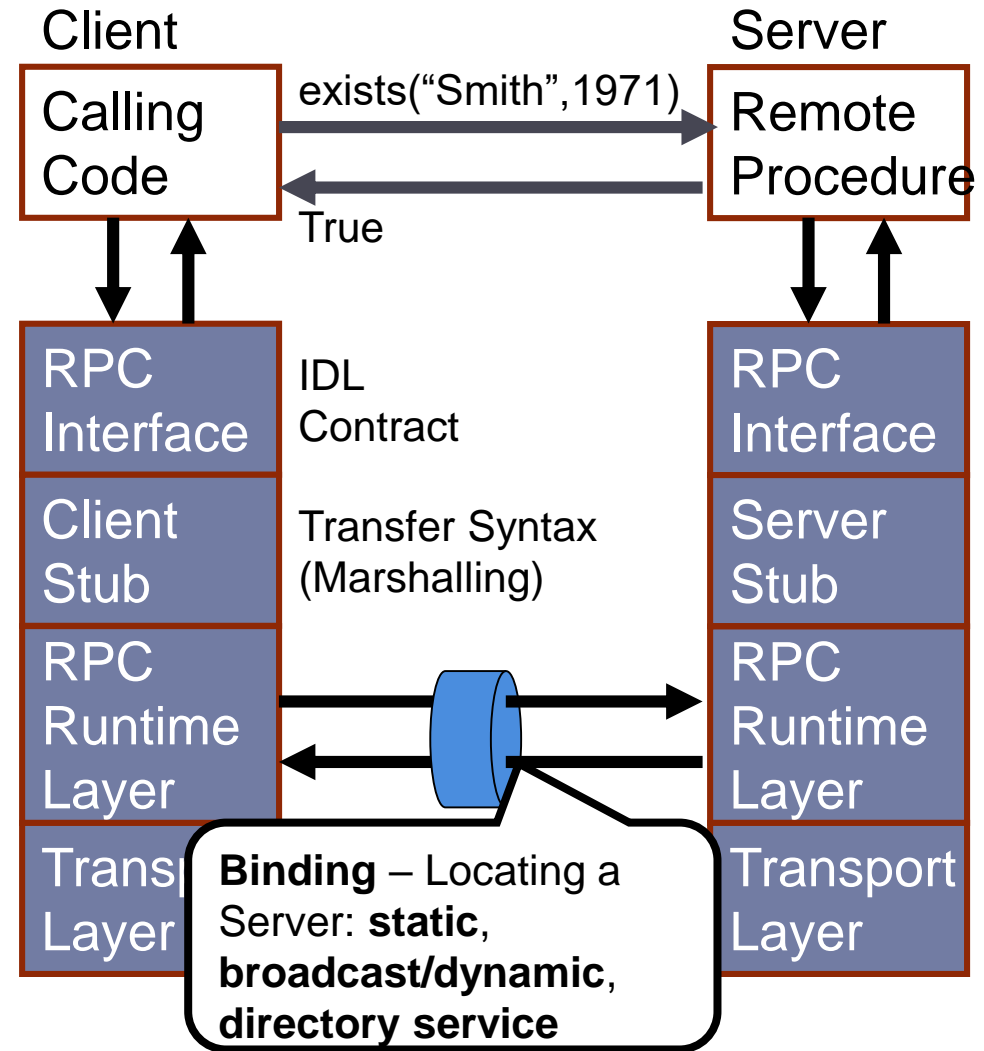 Client
Server
Calling
Code
exists(“Smith”,1971)
True
Remote
Procedure
RPC
Interface
IDL
Contract
RPC
Interface
Client
Stub
Transfer Syntax
(Marshalling)
Server
Stub
RPC
Runtime
Layer
RPC
Runtime
Layer
Transp
Layer
Binding – Locating a
Server: static,
broadcast/dynamic,
directory service
Transport
Layer